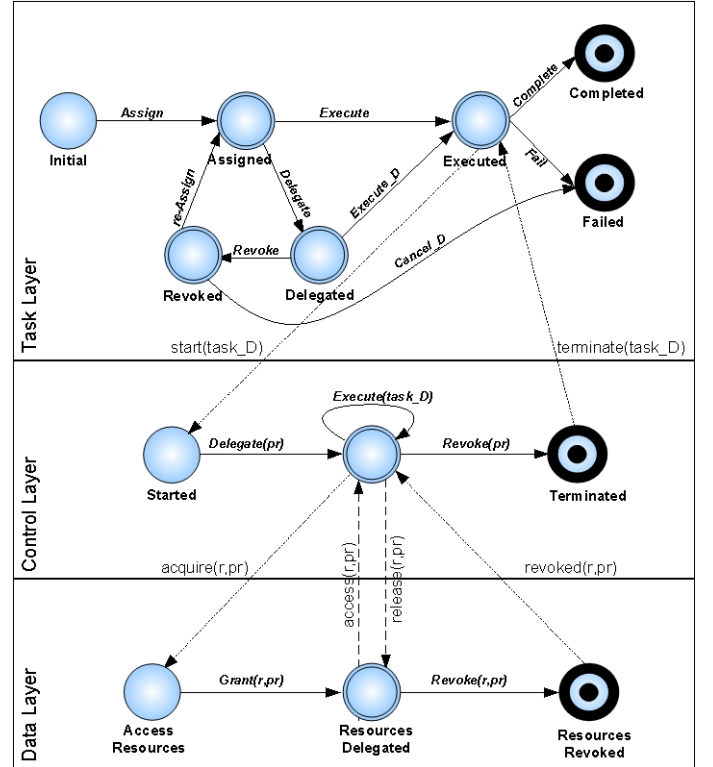 Complete
Completed
Assign
Execute
Initial
Assigned
Executed
Fail
re-Assign
Delegate
Execute_D
Failed
Revoke
Cancel_D
Revoked
Delegated
Task Layer
start(task_D)
terminate(task_D)
Execute(task_D)
Delegate(pr)
Revoke(pr)
Started
Terminated
Control Layer
acquire(r,pr)
access(r,pr)
release(r,pr)
revoked(r,pr)
Grant(r,pr)
Revoke(r,pr)
Access
Resources
Resources
Delegated
Resources
Revoked
Data Layer